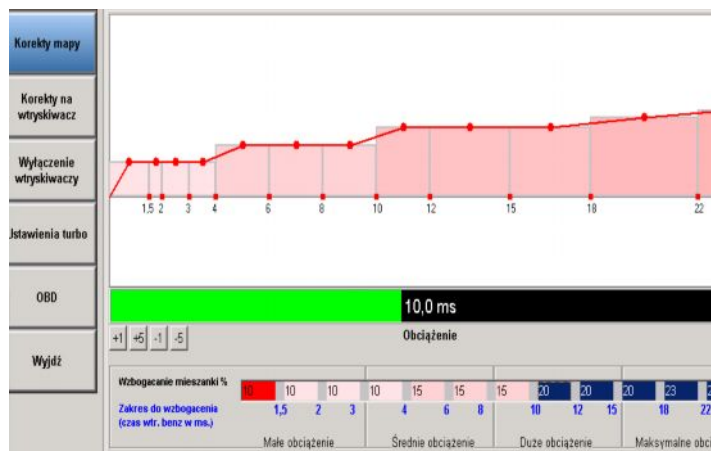 Korekty mapy
Korekty na
wtryskiwacz
Wyłączenie
wtryskiwaczy
Ustawienia turbo
OBD
Wyjdź
1,5 2 3 4 6 8 10 12 15 18 22
10,0 ms
+1 +5 -1 -5
Obciążenie
Wzbogacanie mieszanki %
10 10 10 10 15 15 15 20 20 20 23
Zakres do wzbogacenia
(czas wtr. benz w ms.)
1,5 2 3 4 6 8 10 12 15 18 22
Małe obciążenie Średnie obciążenie Duże obciążenie Maksymalne obci